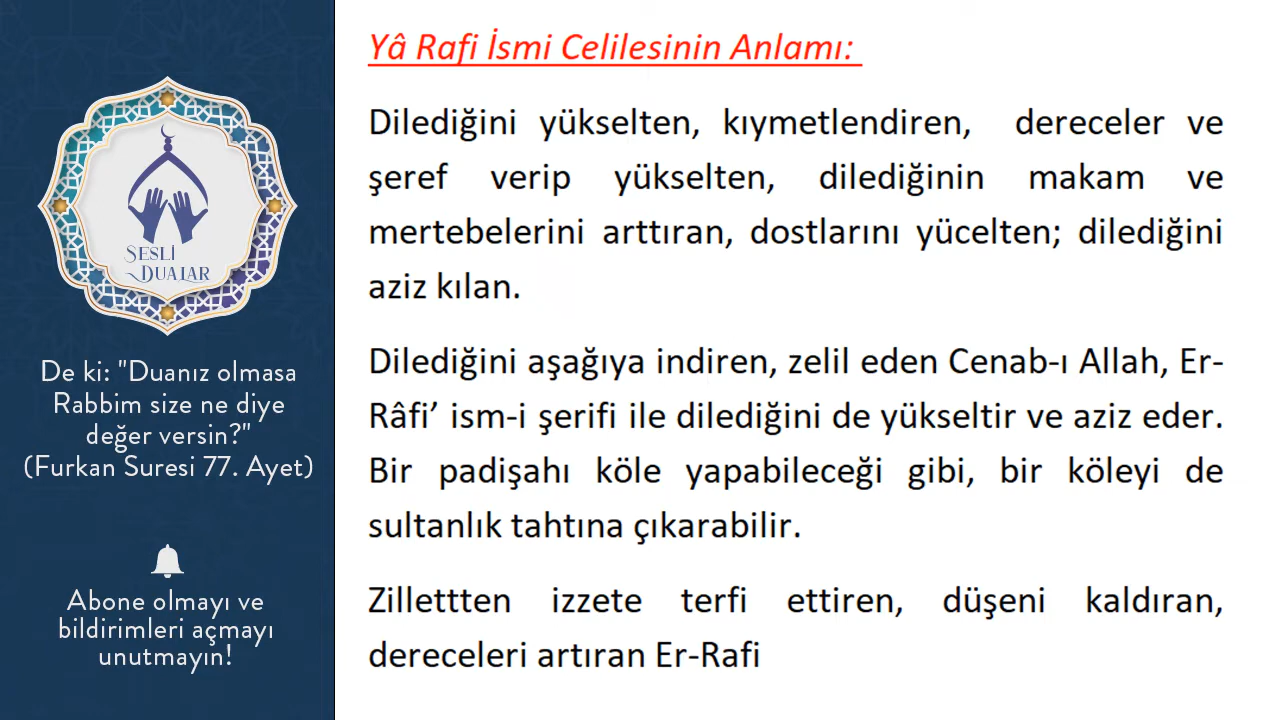 SESLİ
DUALAR
De ki: "Duanız olmasa
Rabbim size ne diye
değer versin?"
(Furkan Suresi 77. Ayet)
Abone olmayı ve
bildirimleri açmayı
unutmayın!
Yâ Rafi İsmi Celilesinin Anlamı:
Dilediğini yükselten, kıymetlendiren, dereceler ve
şeref verip yükselten, dilediğinin makam ve
mertebelerini arttıran, dostlarını yücelten; dilediğini
aziz kılan.
Dilediğini aşağıya indiren, zelil eden Cenab-ı Allah, Er-
Râfi’ ism-i şerifi ile dilediğini de yükseltir ve aziz eder.
Bir padişahı köle yapabileceği gibi, bir köleyi de
sultanlık tahtına çıkarabilir.
Zillettten izzete terfi ettiren, düşeni kaldıran,
dereceleri artıran Er-Rafi